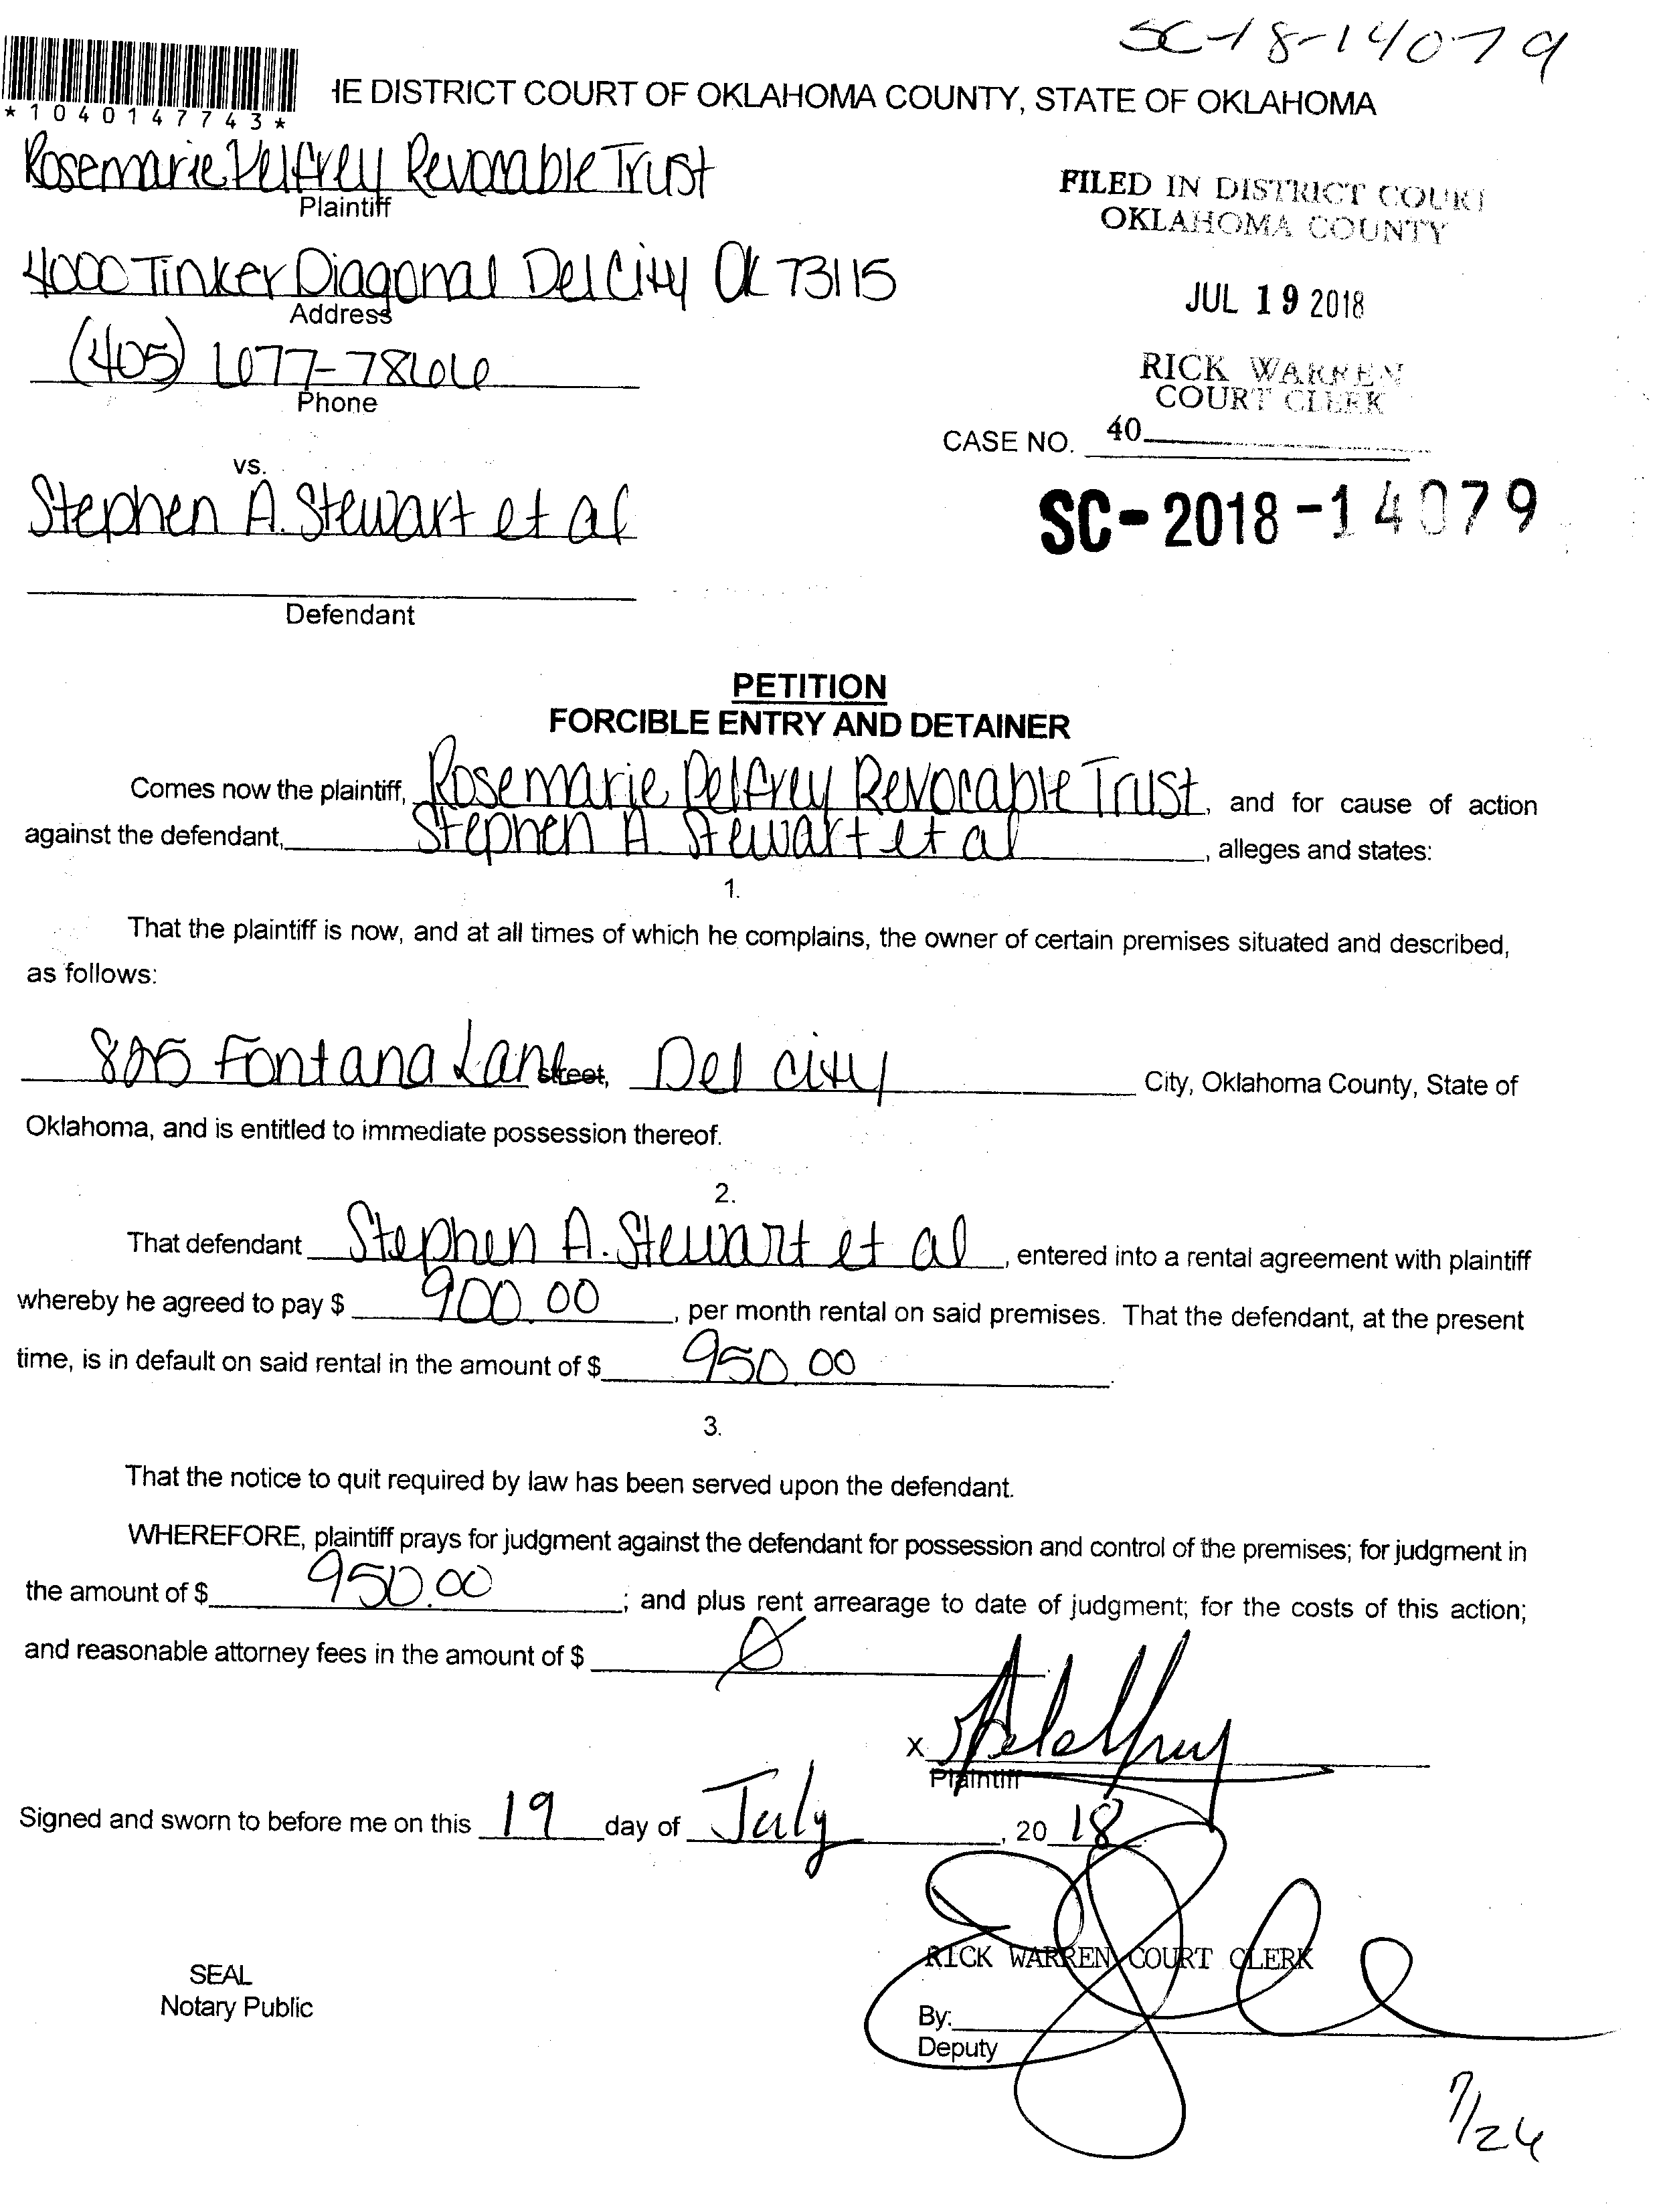 SC-18-14079
*1040147743*
HE DISTRICT COURT OF OKLAHOMA COUNTY, STATE OF OKLAHOMA
Rosemarie Pelfrey Revocable Trust
Plaintiff
FILED IN DISTRICT COURT
OKLAHOMA COUNTY
4000 Tinker Diagonal Del City OK 73115
Address
JUL 19 2018
(405) 677-7866
Phone
RICK WARREN
COURT CLERK
CASE NO. 40
vs.
Stephen A. Stewart et al
SC-2018-14079
Defendant
PETITION
FORCIBLE ENTRY AND DETAINER
Comes now the plaintiff, Rosemarie Pelfrey Revocable Trust, and for cause of action
against the defendant, Stephen A Stewart et al, alleges and states:
1.
That the plaintiff is now, and at all times of which he complains, the owner of certain premises situated and described,
as follows:
825 Fontana Lane street, Del city City, Oklahoma County, State of
Oklahoma, and is entitled to immediate possession thereof.
2.
That defendant Stephen A. Stewart et al, entered into a rental agreement with plaintiff
whereby he agreed to pay $ 900.00, per month rental on said premises. That the defendant, at the present
time, is in default on said rental in the amount of $ 950.00.
3.
That the notice to quit required by law has been served upon the defendant.
WHEREFORE, plaintiff prays for judgment against the defendant for possession and control of the premises; for judgment in
the amount of $ 950.00; and plus rent arrearage to date of judgment; for the costs of this action;
and reasonable attorney fees in the amount of $ 0
X
Plaintiff
Signed and sworn to before me on this 19 day of July, 2018.
RICK WARREN COURT CLERK
SEAL
Notary Public
By:
Deputy
7/26